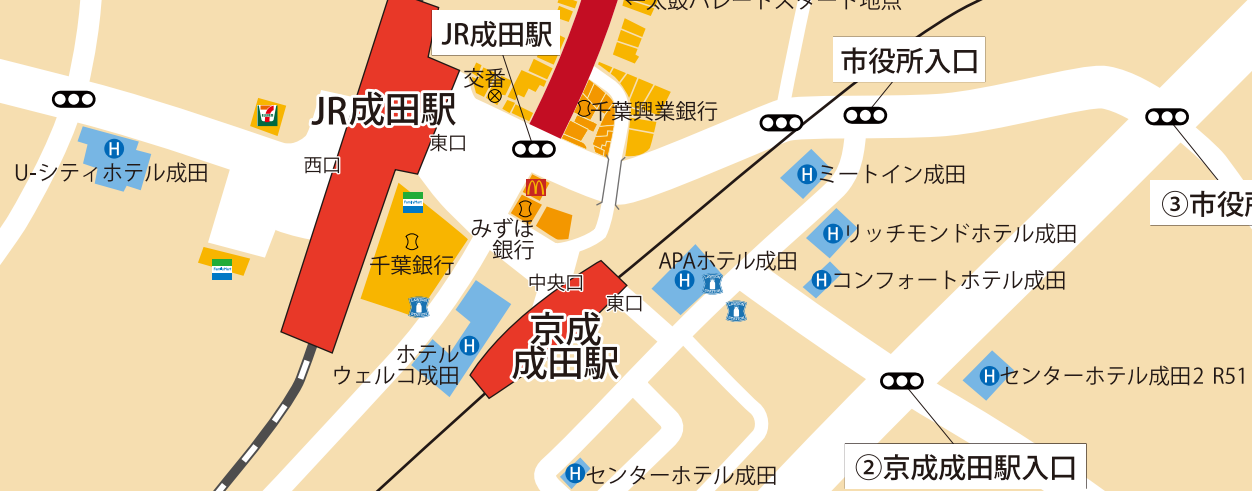 ←太鼓パレードスタート地点
JR成田駅
市役所入口
交番
JR成田駅
千葉興業銀行
東口
西口
U-シティホテル成田
ミートイン成田
③市役所
みずほ
銀行
リッチモンドホテル成田
千葉銀行
APAホテル成田
コンフォートホテル成田
中央口
東口
京成
成田駅
ホテル
ウェルコ成田
センターホテル成田2 R51
②京成成田駅入口
センターホテル成田